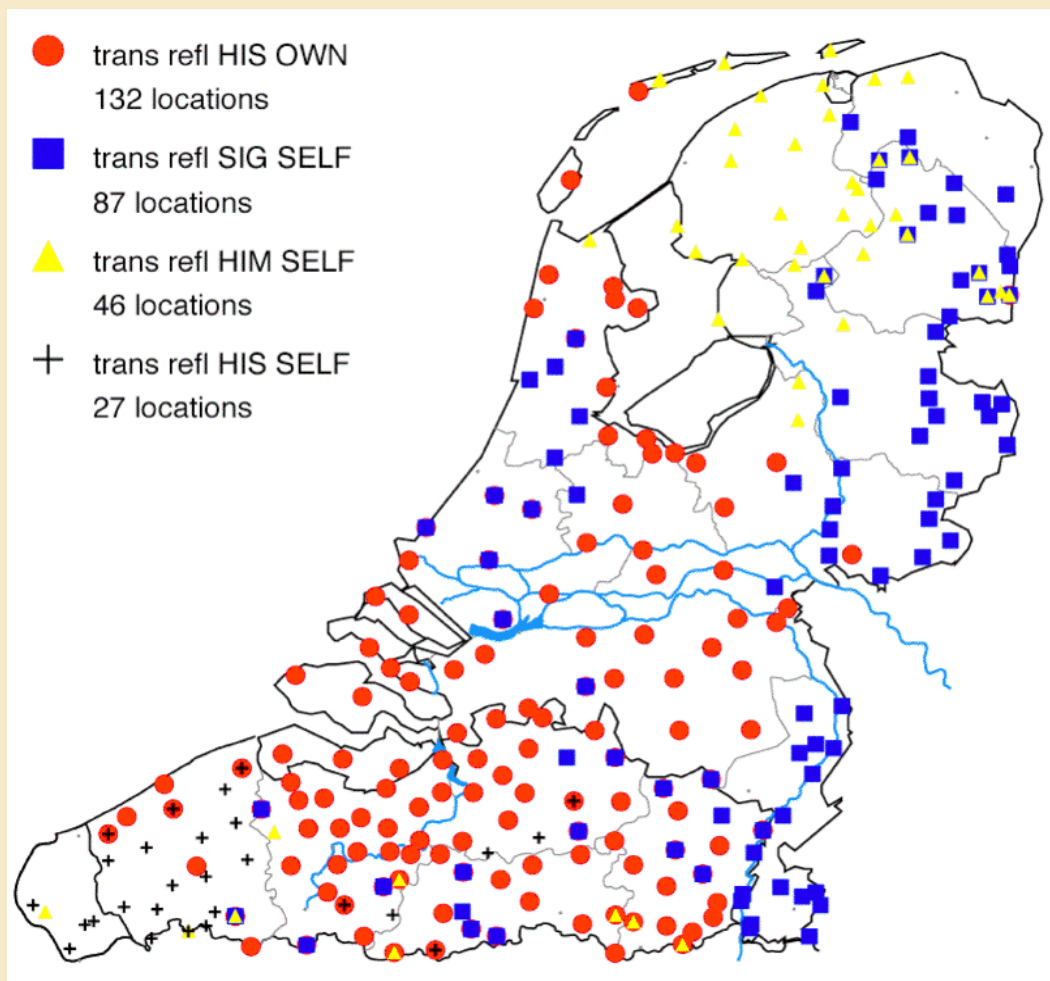 trans refl HIS OWN
132 locations
trans refl SIG SELF
87 locations
trans refl HIM SELF
46 locations
trans refl HIS SELF
27 locations